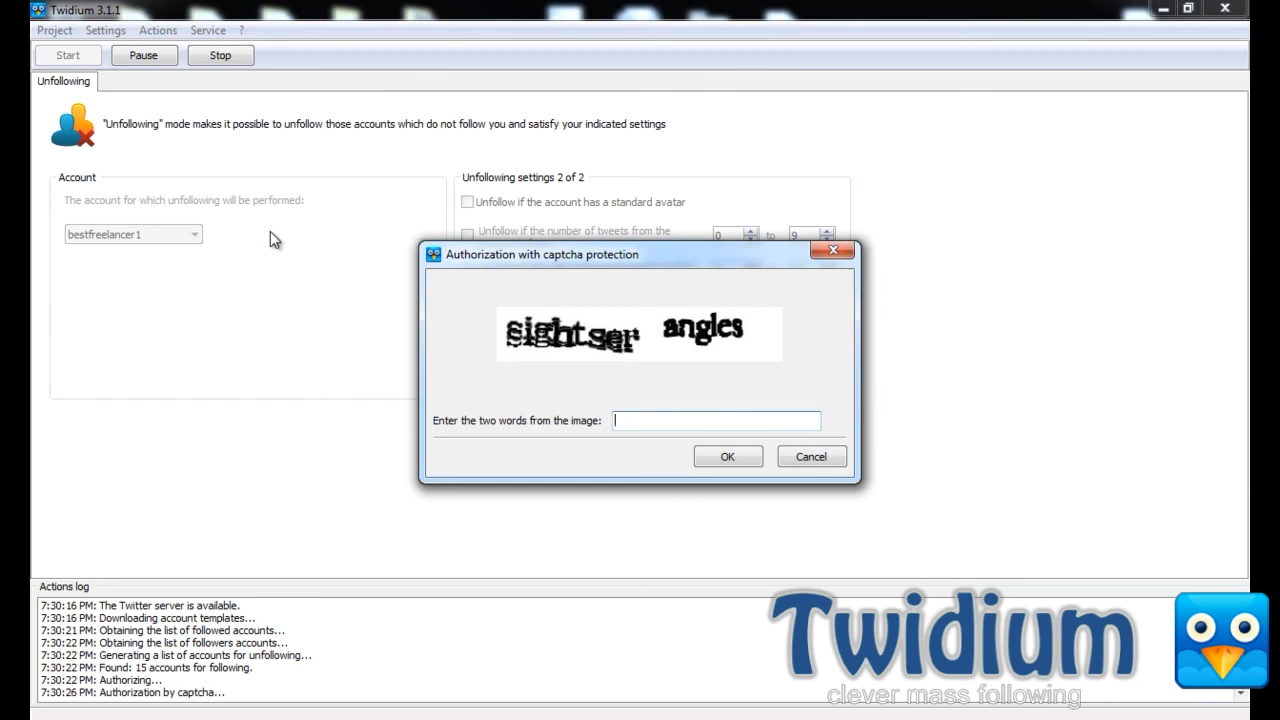 Twidium 3.1.1
Project Settings Actions Service ?
Start Pause Stop
Unfollowing
"Unfollowing" mode makes it possible to unfollow those accounts which do not follow you and satisfy your indicated settings
Account
The account for which unfollowing will be performed:
bestfreelancer1
Unfollowing settings 2 of 2
Unfollow if the account has a standard avatar
Unfollow if the number of tweets from the
0 to 9
Authorization with captcha protection
sightser angles
Enter the two words from the image:
OK Cancel
Actions log
7:30:16 PM: The Twitter server is available.
7:30:16 PM: Downloading account templates...
7:30:21 PM: Obtaining the list of followed accounts...
7:30:22 PM: Obtaining the list of followers accounts...
7:30:22 PM: Generating a list of accounts for unfollowing...
7:30:22 PM: Found: 15 accounts for following.
7:30:22 PM: Authorizing...
7:30:26 PM: Authorization by captcha...
Twidium
clever mass following